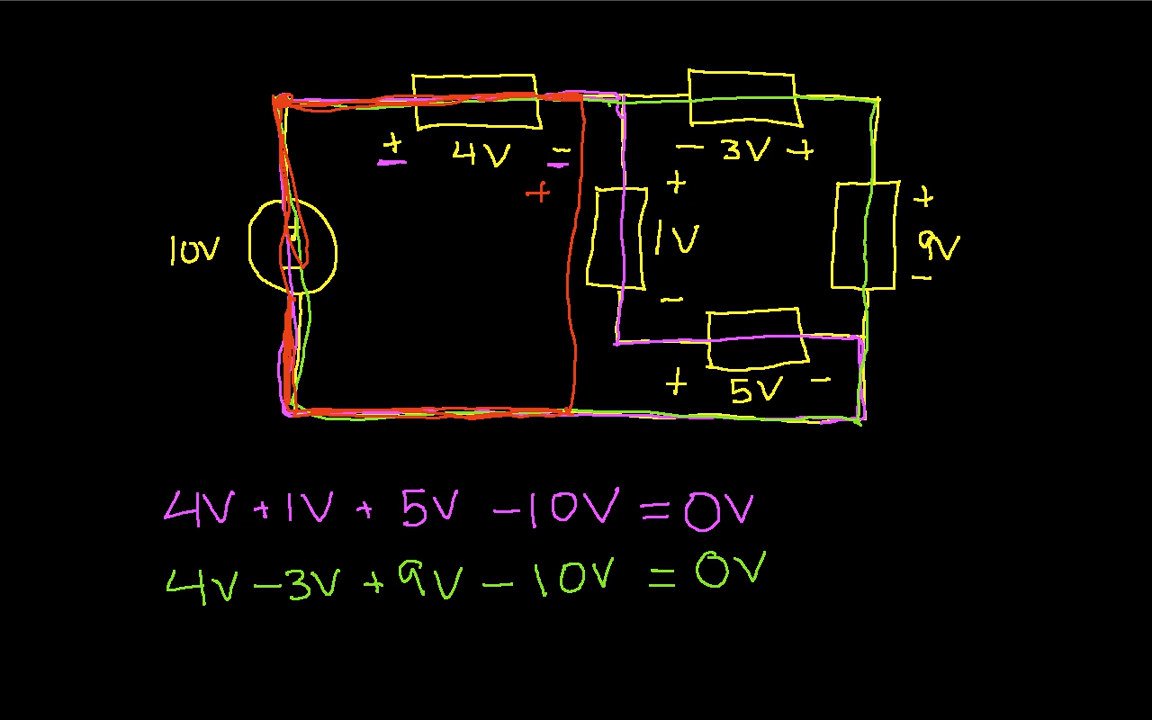 + 4V -
- 3V +
+
+
10V
+
-
+
1V
-
+
9V
-
+ 5V -
4V + 1V + 5V - 10V = 0V
4V - 3V + 9V - 10V = 0V